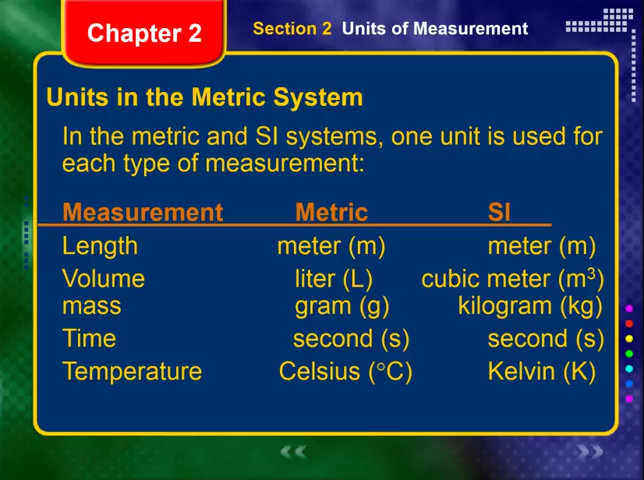 Chapter 2
Section 2 Units of Measurement
Units in the Metric System
In the metric and SI systems, one unit is used for
each type of measurement:
Measurement Metric SI
Length meter (m) meter (m)
Volume liter (L) cubic meter (m³)
mass gram (g) kilogram (kg)
Time second (s) second (s)
Temperature Celsius (°C) Kelvin (K)